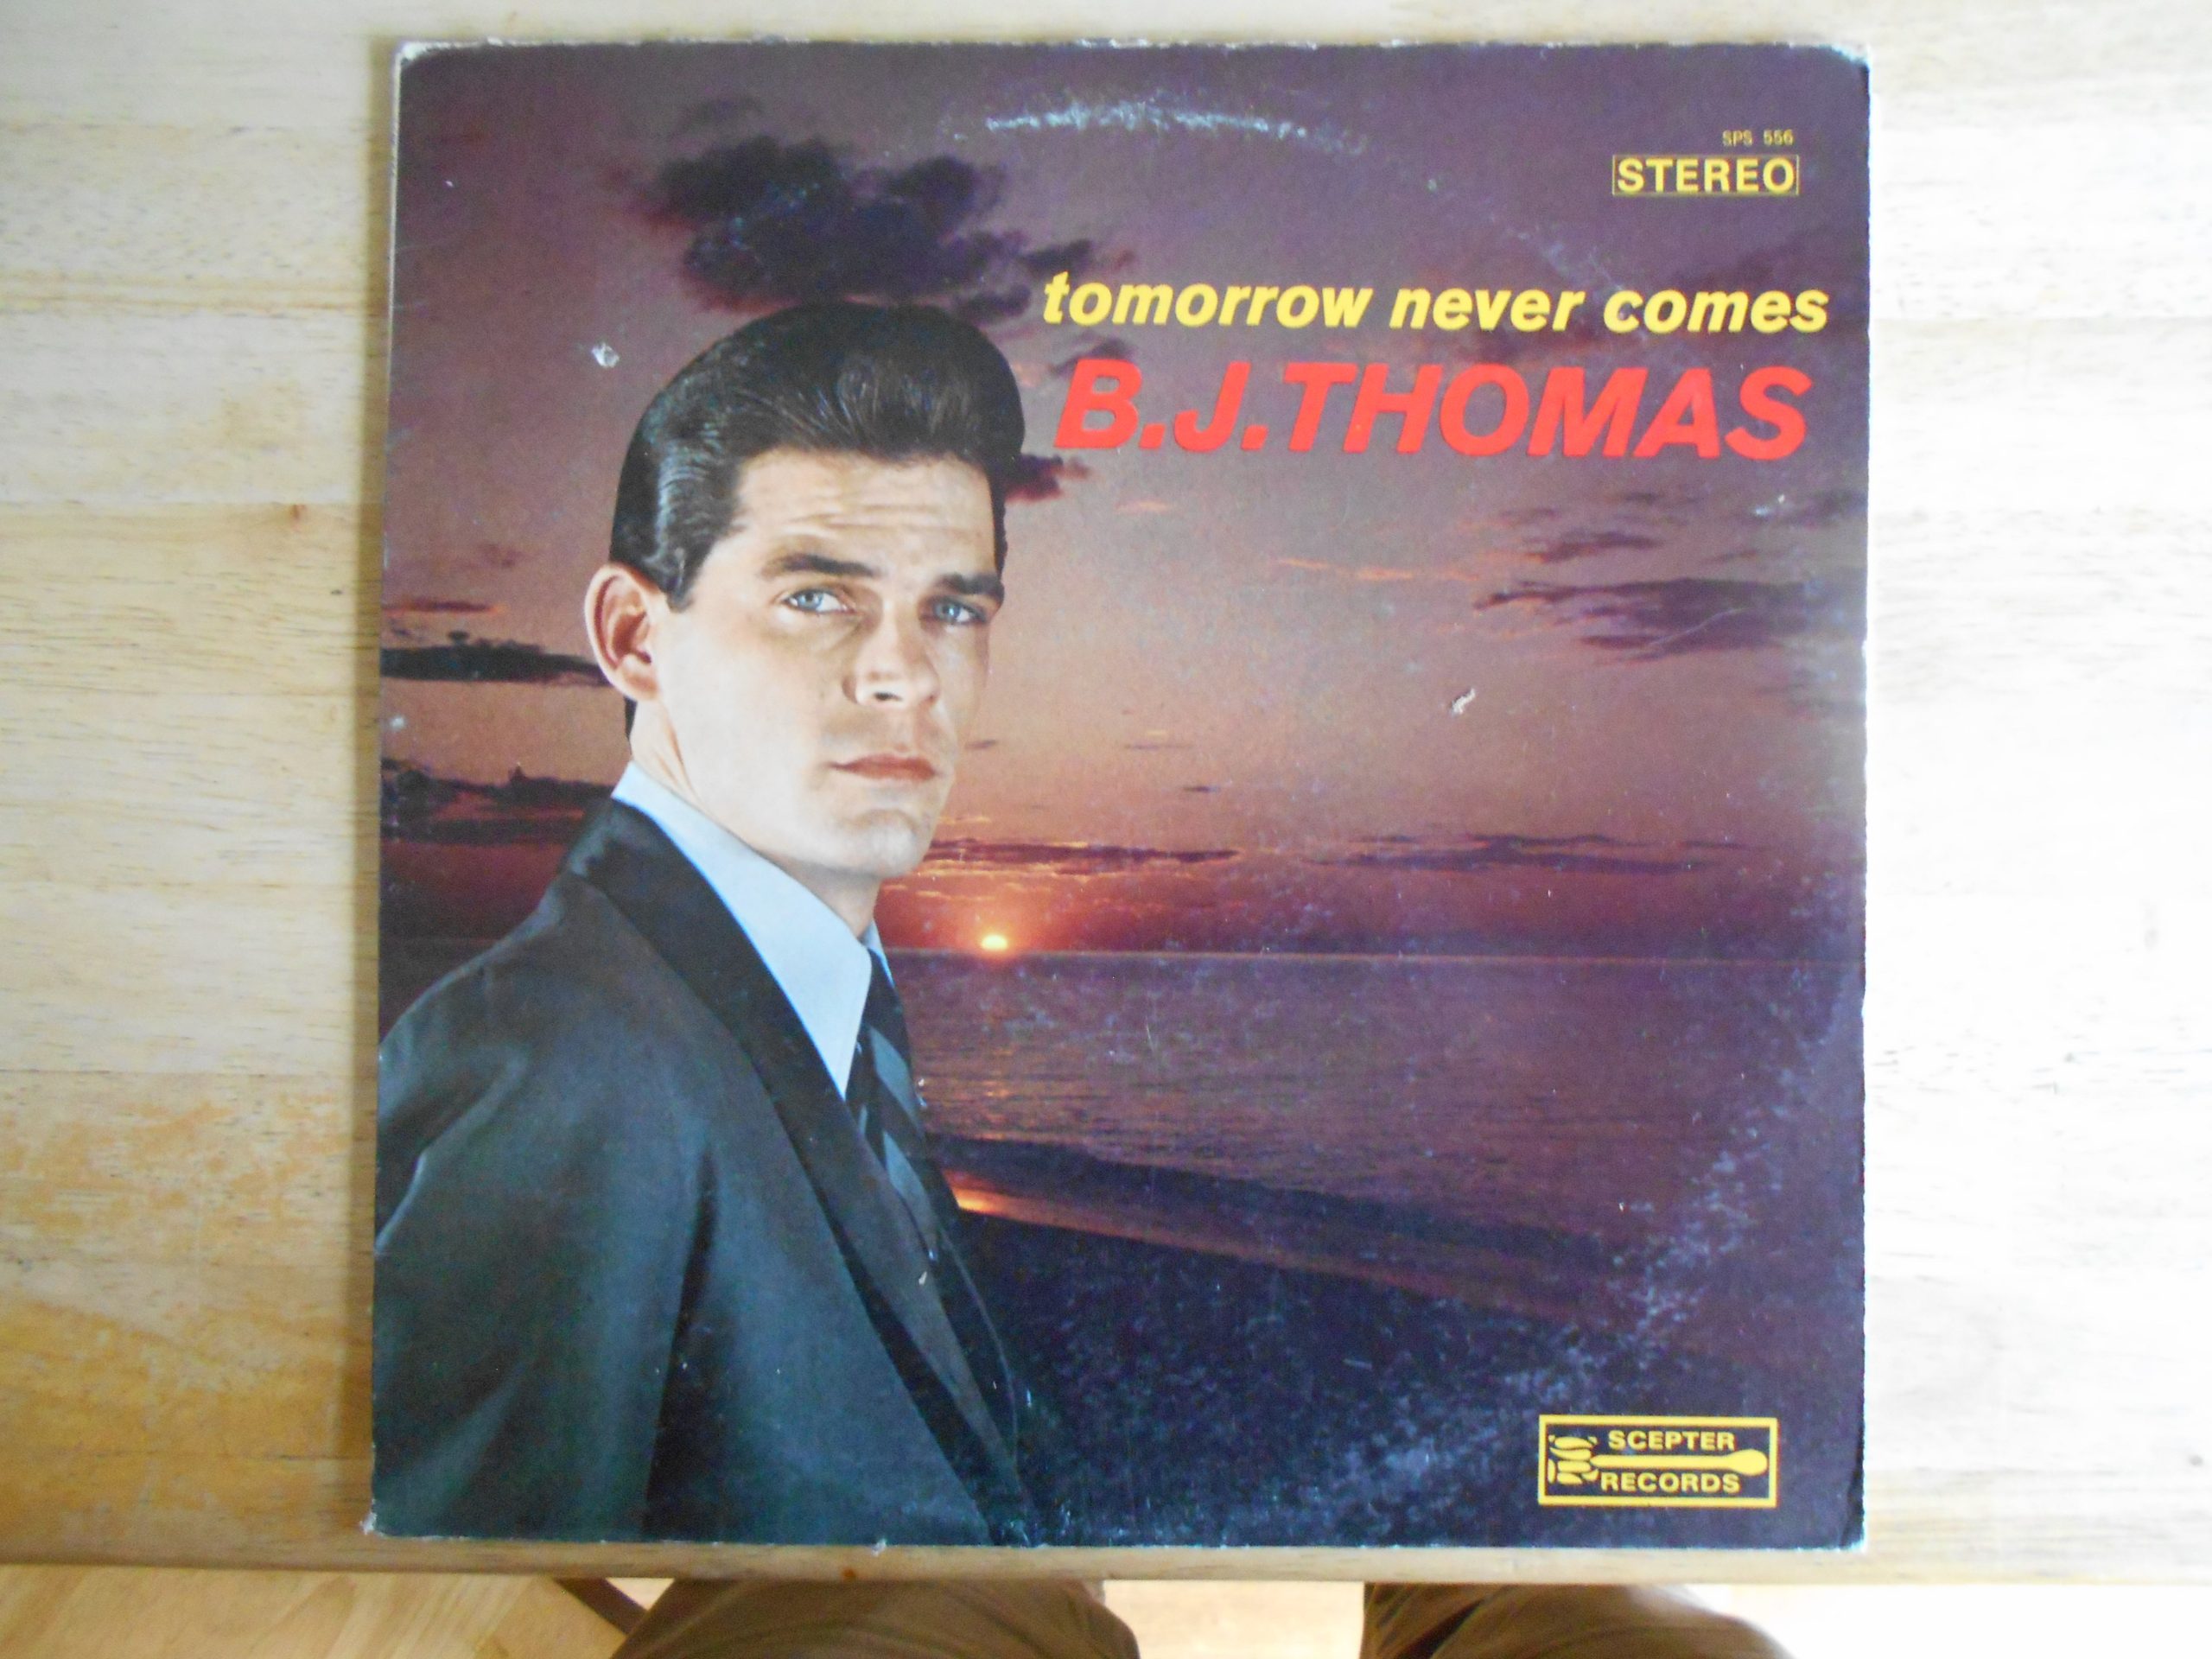 SPS 556
STEREO
tomorrow never comes
B.J.THOMAS
SCEPTER
RECORDS